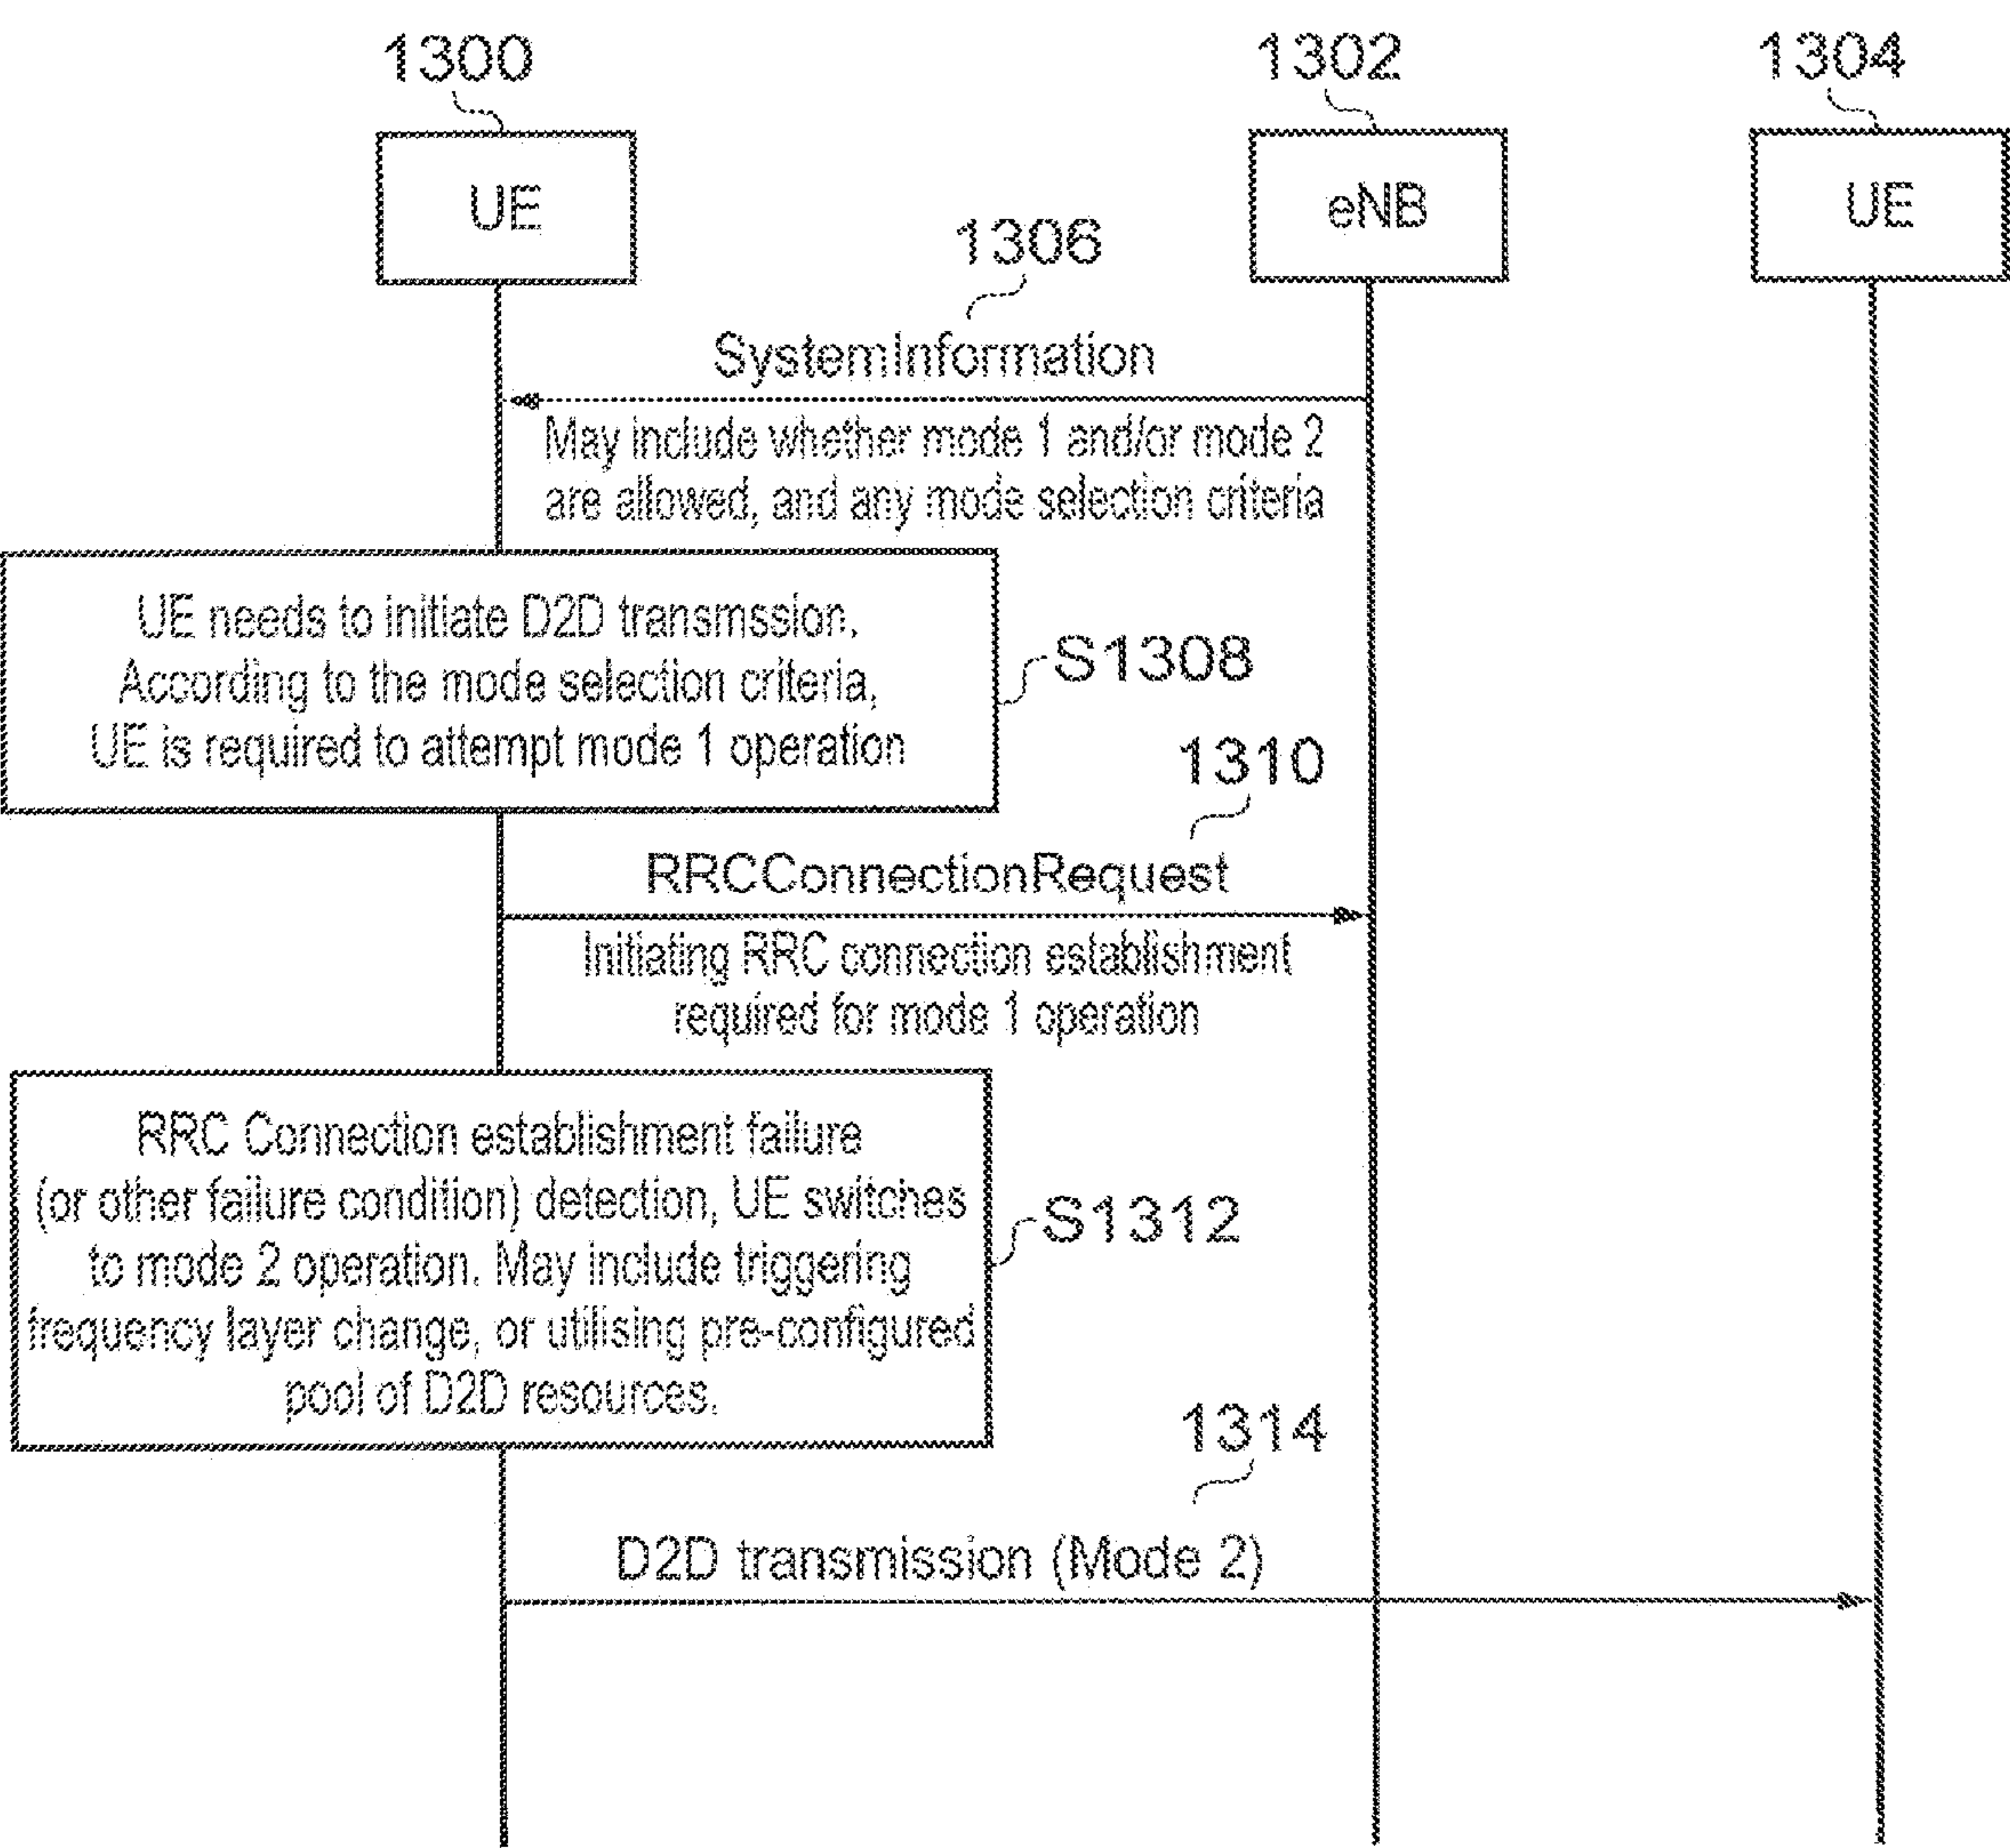 1300
1302
1304
UE
eNB
UE
1306
SystemInformation
May include whether mode 1 and/or mode 2
are allowed, and any mode selection criteria
UE needs to initiate D2D transmssion.
According to the mode selection criteria,
UE is required to attempt mode 1 operation
S1308
1310
RRCConnectionRequest
Initiating RRC connection establishment
required for mode 1 operation
RRC Connection establishment failure
(or other failure condition) detection, UE switches
to mode 2 operation. May include triggering
frequency layer change, or utilising pre-configured
pool of D2D resources.
S1312
1314
D2D transmission (Mode 2)